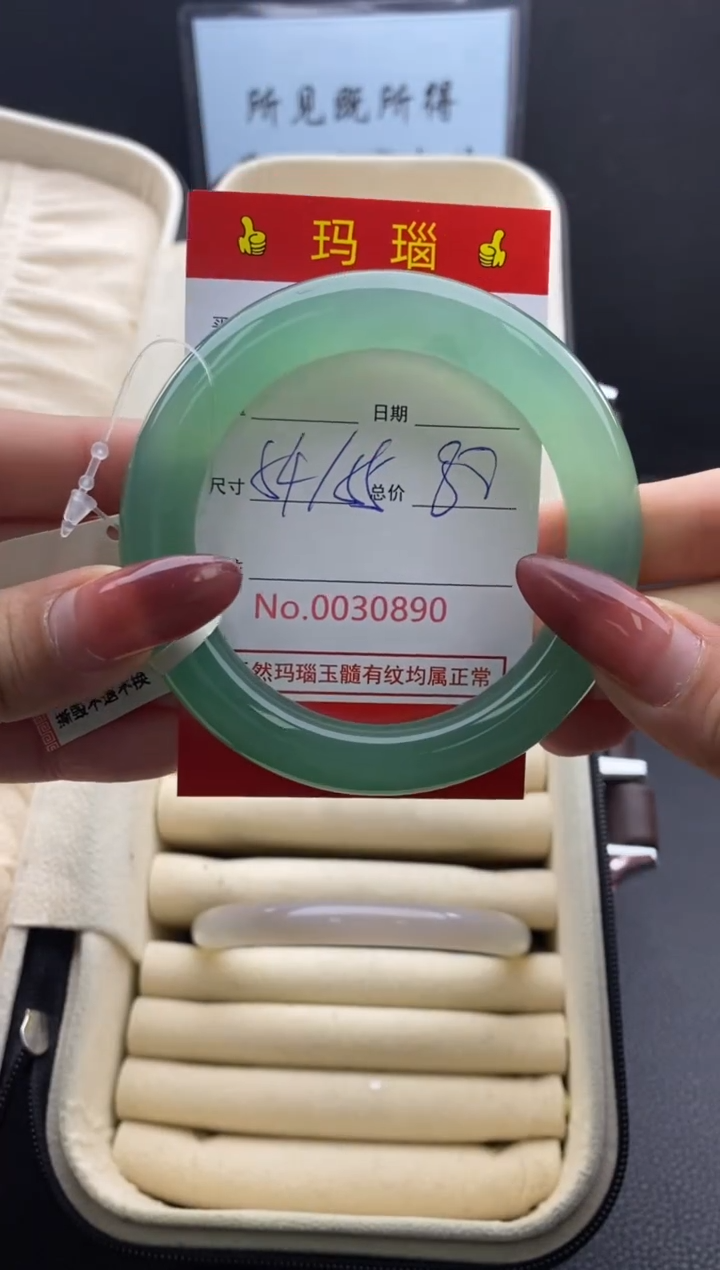 所见既所得
玛瑙
日期
尺寸 54/55 总价
No.0030890
然玛瑙玉髓有纹均属正常